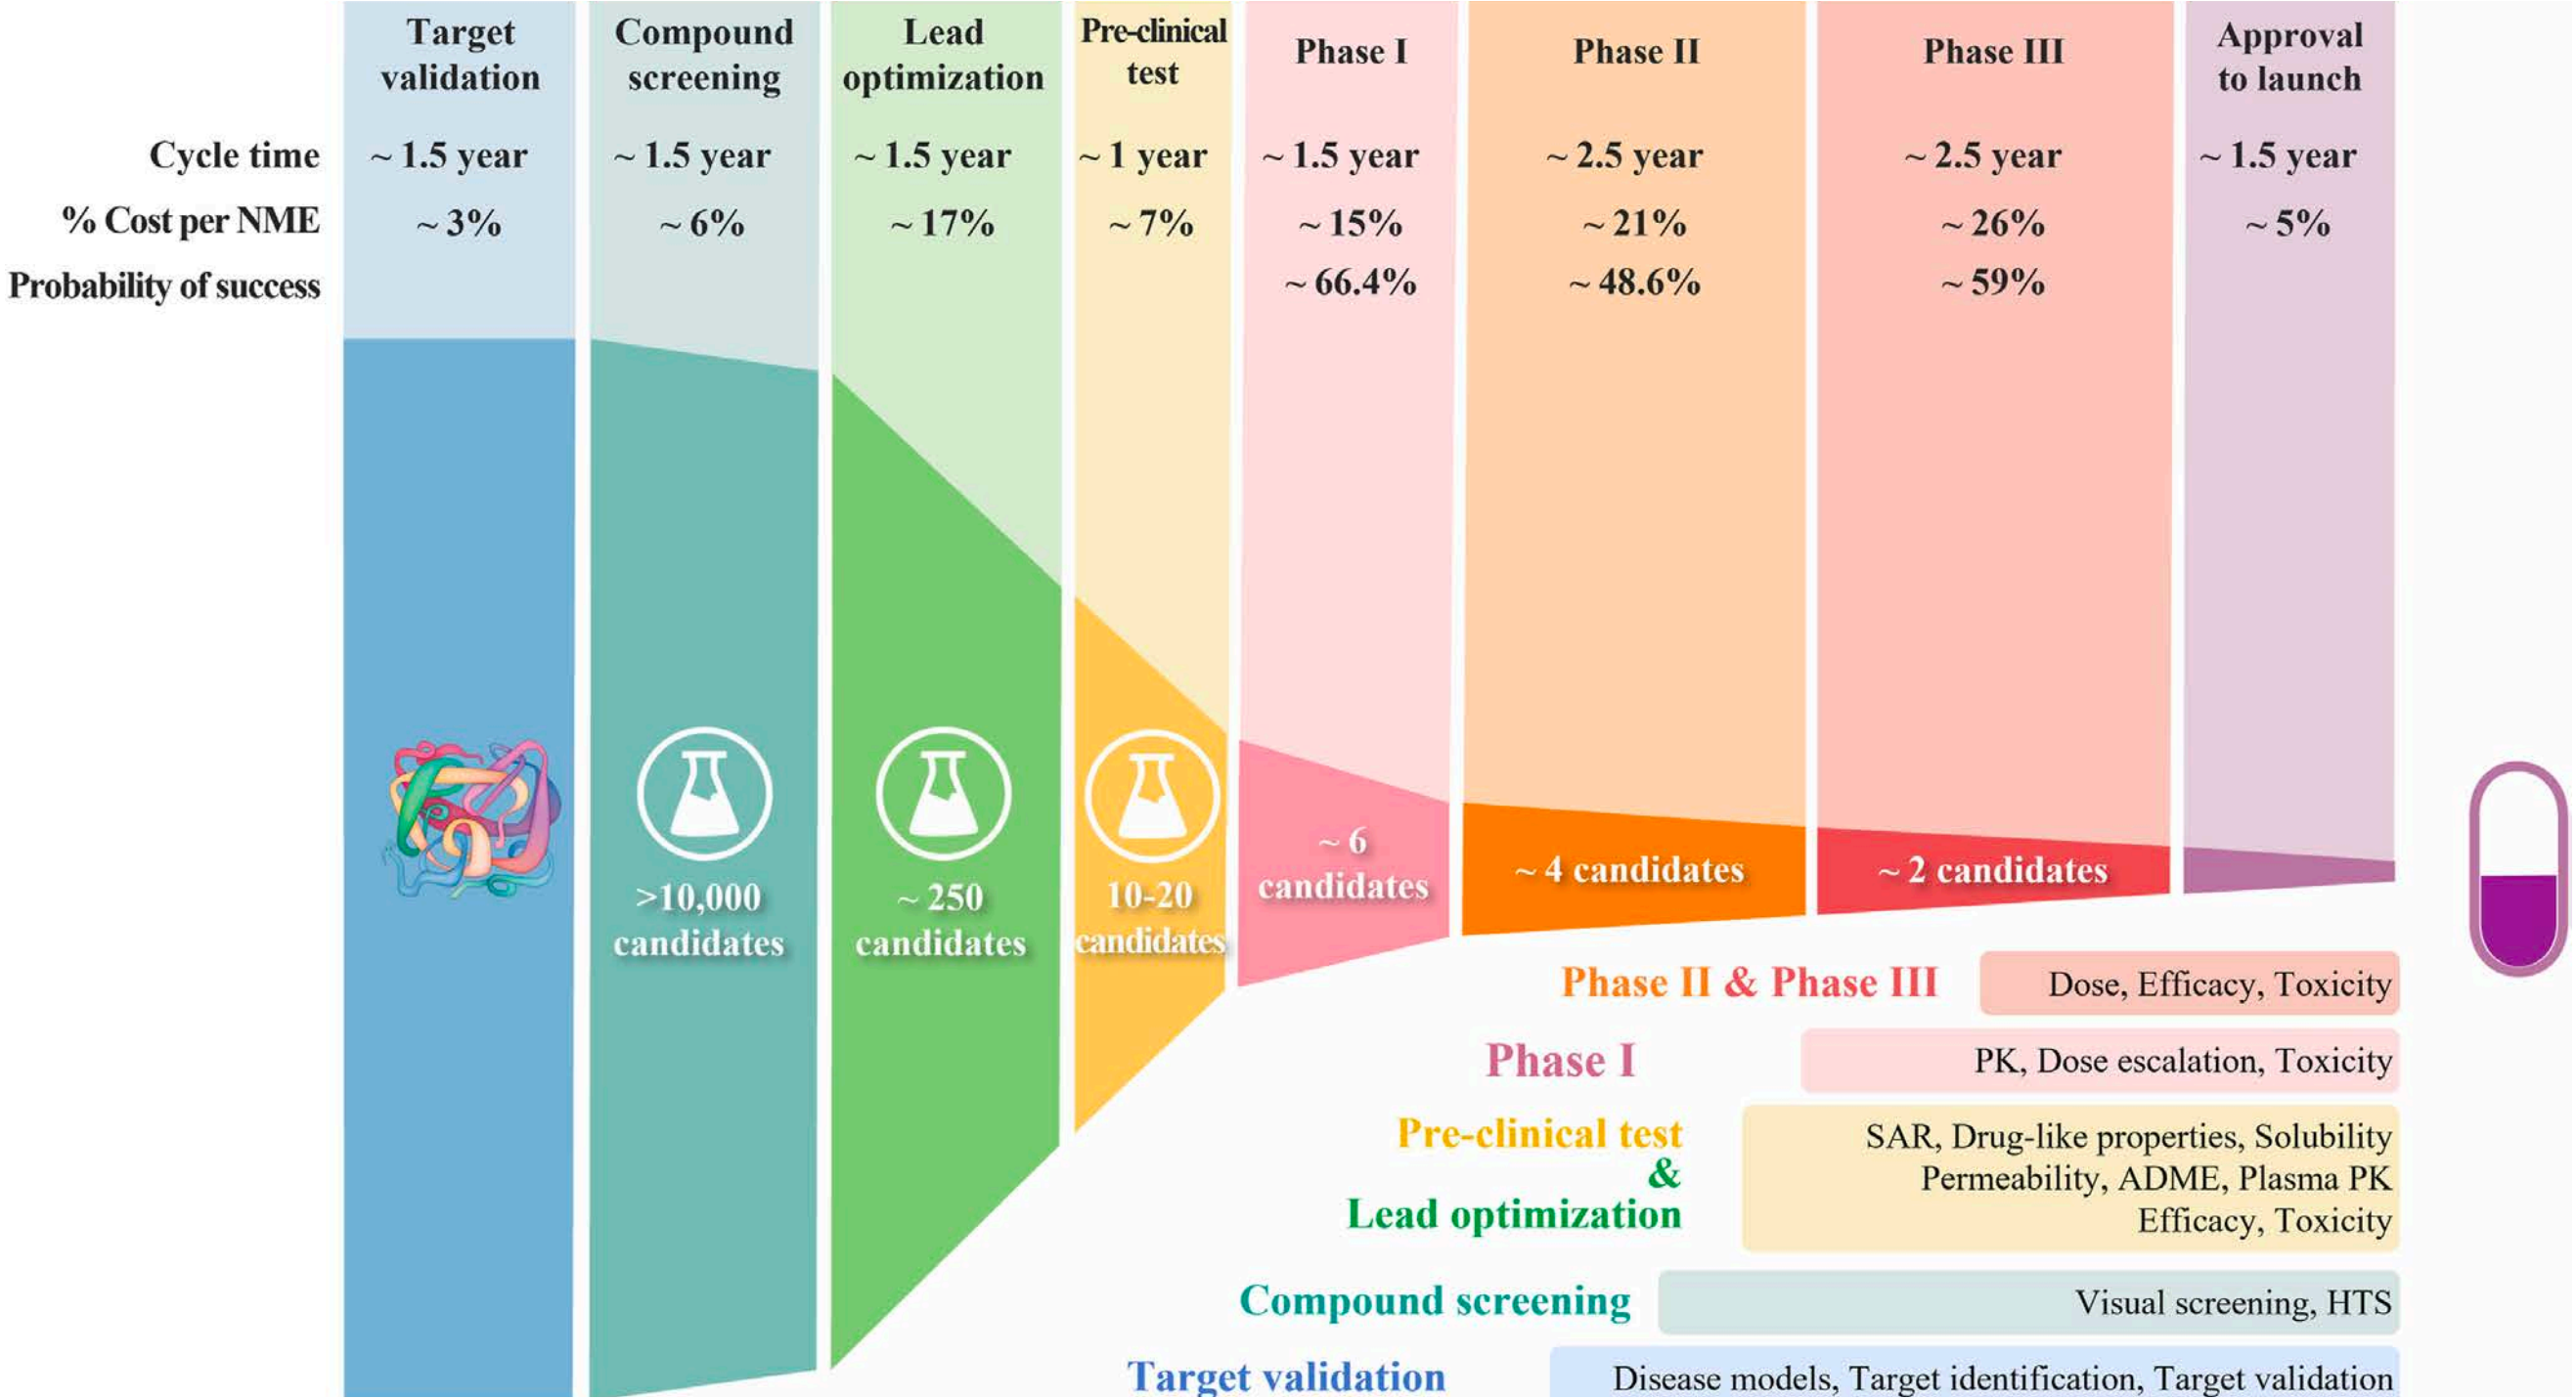 Target
validation
Compound
screening
Lead
optimization
Pre-clinical
test
Phase I
Phase II
Phase III
Approval
to launch
Cycle time ~ 1.5 year ~ 1.5 year ~ 1.5 year ~ 1 year ~ 1.5 year ~ 2.5 year ~ 2.5 year ~ 1.5 year
% Cost per NME ~ 3% ~ 6% ~ 17% ~ 7% ~ 15% ~ 21% ~ 26% ~ 5%
Probability of success ~ 66.4% ~ 48.6% ~ 59%
>10,000
candidates
~ 250
candidates
10-20
candidates
~ 6
candidates
~ 4 candidates
~ 2 candidates
Phase II & Phase III
Dose, Efficacy, Toxicity
Phase I
PK, Dose escalation, Toxicity
Pre-clinical test
&
Lead optimization
SAR, Drug-like properties, Solubility
Permeability, ADME, Plasma PK
Efficacy, Toxicity
Compound screening
Visual screening, HTS
Target validation
Disease models, Target identification, Target validation